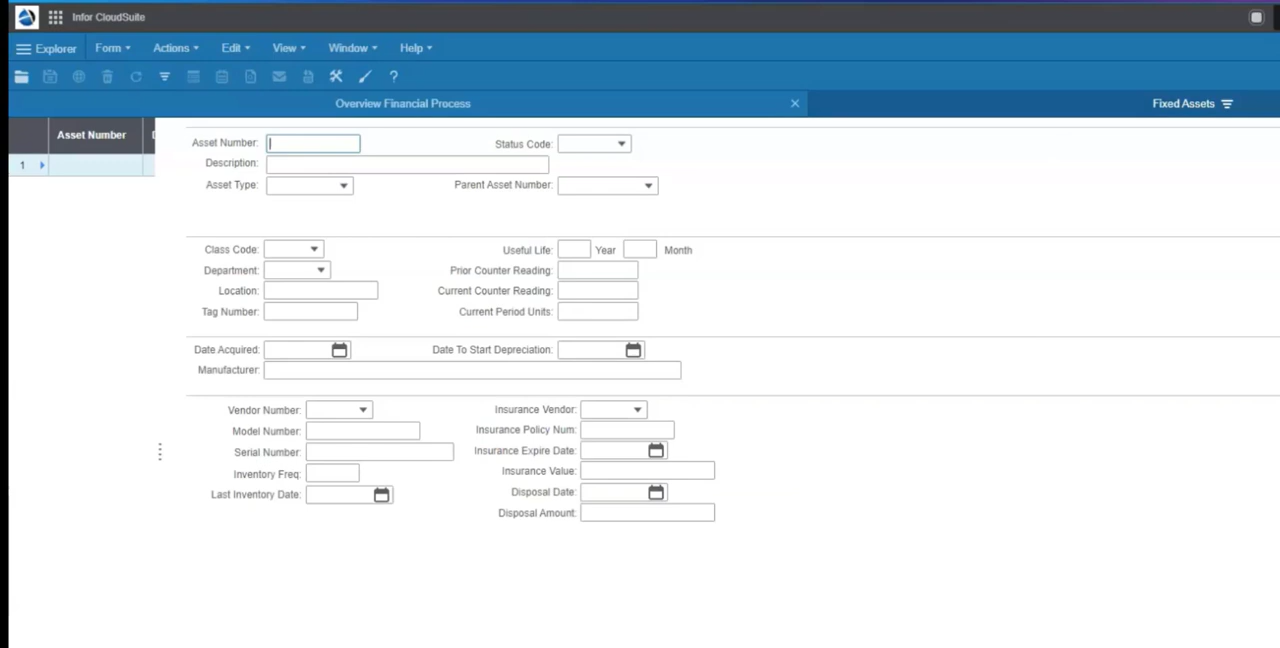 Infor CloudSuite
Explorer Form Actions Edit View Window Help
?
Overview Financial Process × Fixed Assets
Asset Number
1
Asset Number: Status Code:
Description:
Asset Type: Parent Asset Number:
Class Code: Useful Life: Year Month
Department: Prior Counter Reading:
Location: Current Counter Reading:
Tag Number: Current Period Units:
Date Acquired: Date To Start Depreciation:
Manufacturer:
Vendor Number: Insurance Vendor:
Model Number: Insurance Policy Num:
Serial Number: Insurance Expire Date:
Inventory Freq: Insurance Value:
Last Inventory Date: Disposal Date:
Disposal Amount: